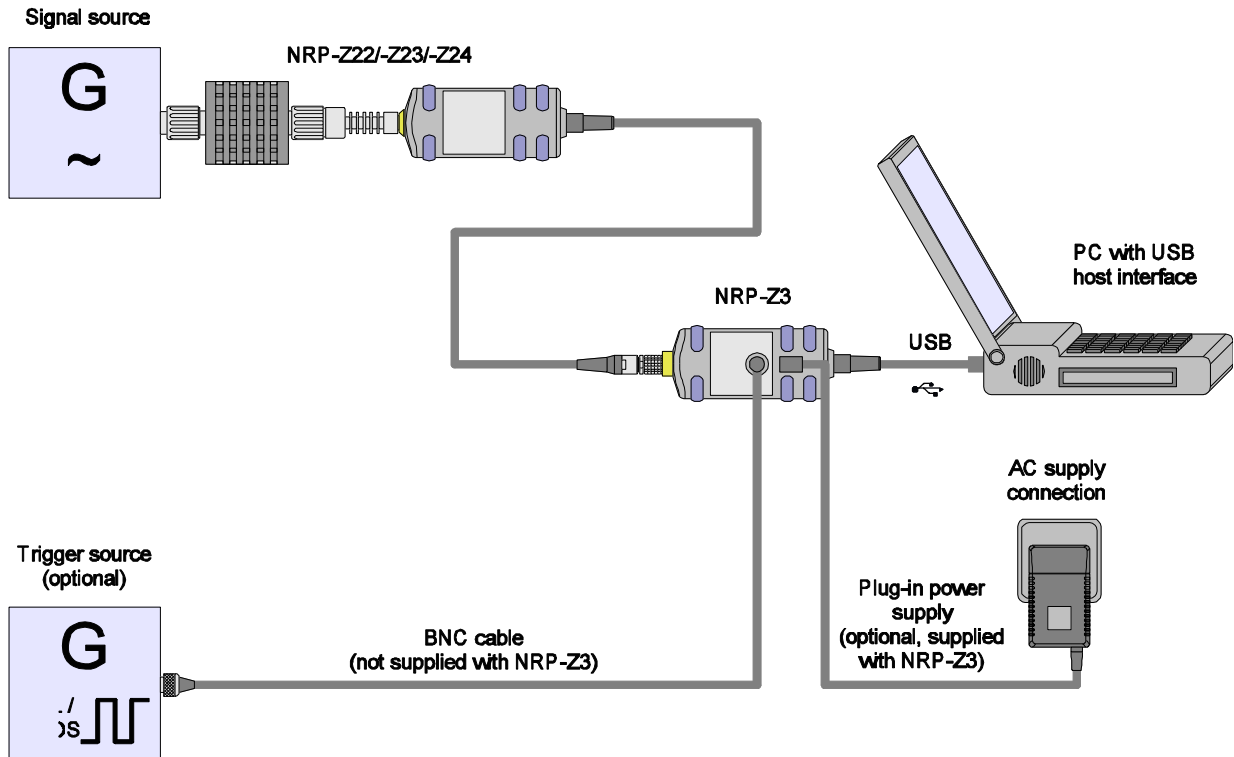 Signal source
G
~
NRP-Z22/-Z23/-Z24
NRP-Z3
USB
PC with USB
host interface
AC supply
connection
Trigger source
(optional)
G
BNC cable
(not supplied with NRP-Z3)
Plug-in power
supply
(optional, supplied
with NRP-Z3)